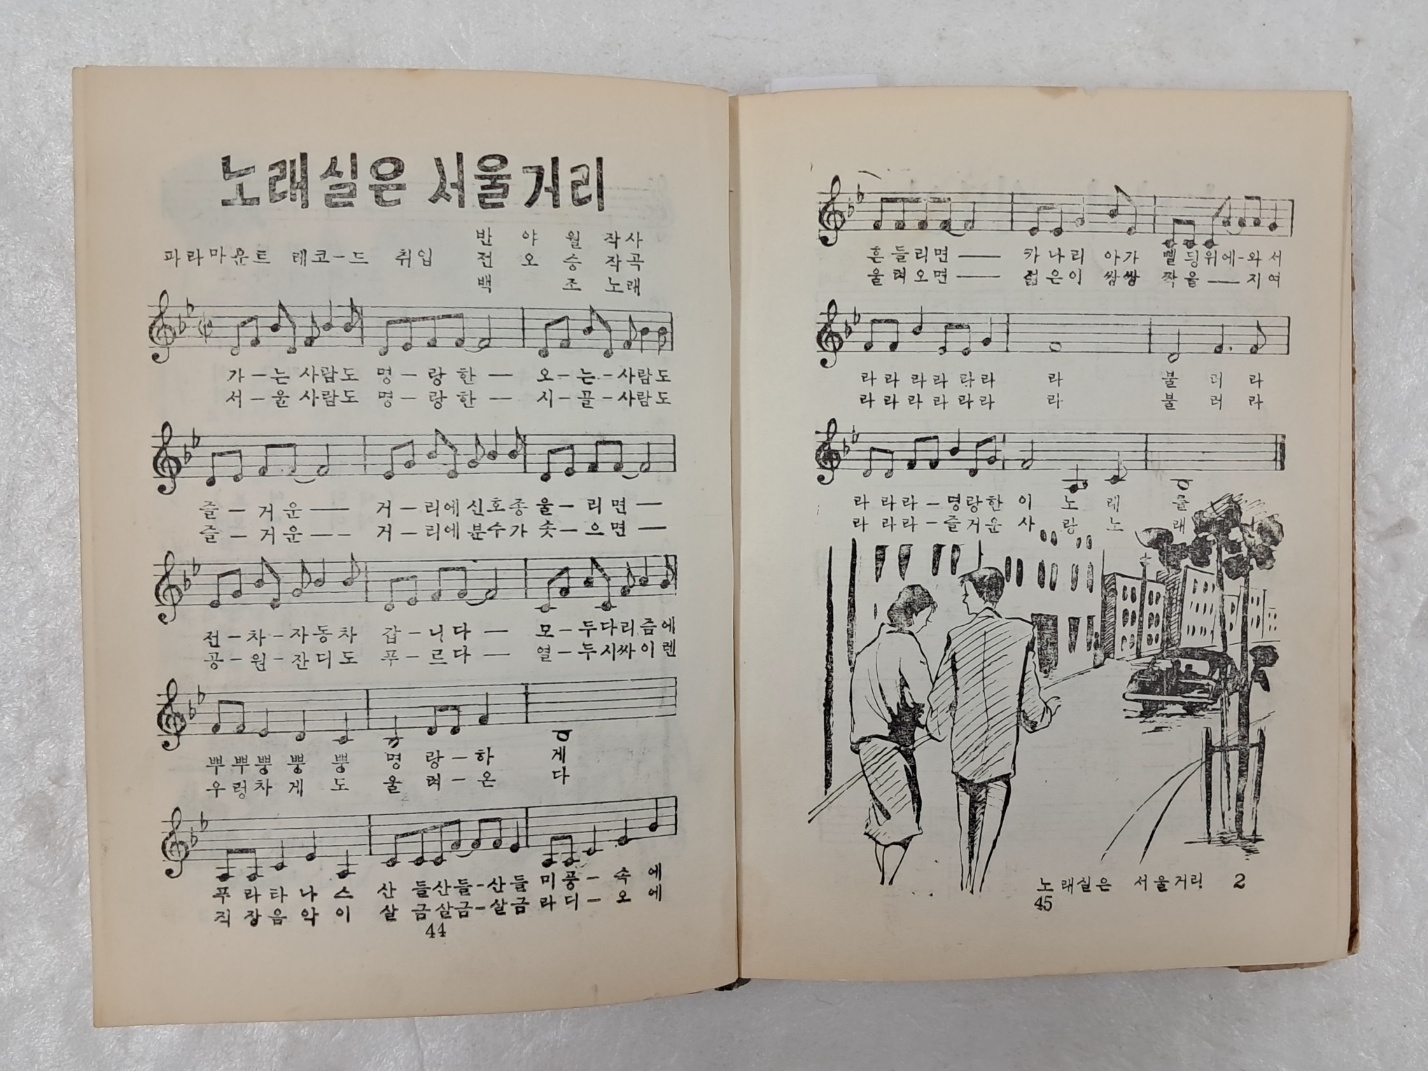 노래실은 서울거리
반 야 월 작사
파라마운트 레코-드 취입 전 오 승 작곡
백 조 노래
가-는 사람도 명-랑한- 오-는-사람도
서-울 사람도 명-랑한- 시-골-사람도
즐-거운-- 거-리에 신호종 울-리면-
즐-거운--- 거-리에 분수가 솟-으면-
전-차-자동차 갑-니다- 모-두다리즘에
공-원-잔디도 푸-르다- 열-두시싸이렌
뿌뿌뿡 뿡 뿡 명 랑-하 게
우렁차 게 도 울 려-온 다
푸라타 나 스 산 들산들-산들 미풍- 속 에
직장음 악 이 살 금살금-살금 라디- 오 에
44
흔들리면-- 카나리 아가 삘딩위에-와서
울려오면-- 젊은이 쌍쌍 짝을--지여
라라 라라 라라 라 불 러 라
라라 라라 라라 라 불 러 라
라 라라-명랑한 이 노 래 를
라 라라-즐거운 사 랑 노 래
노래실은 서울거리 2
45